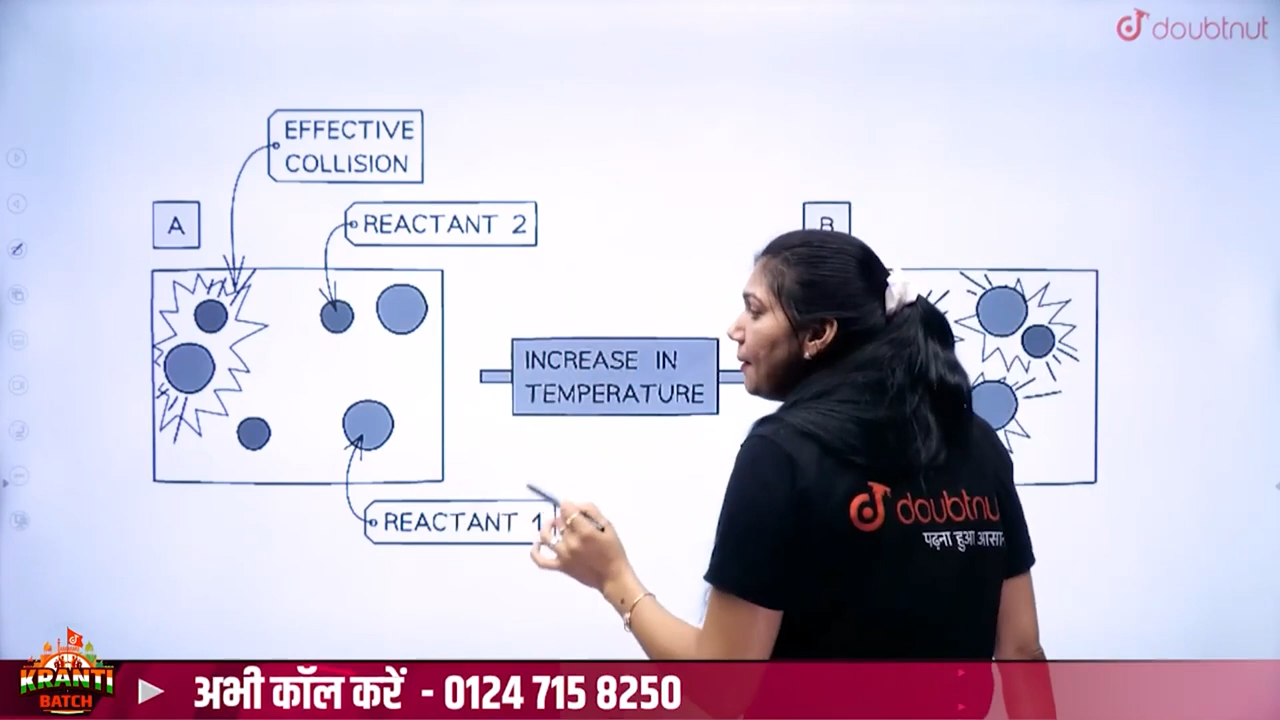 doubtnut
EFFECTIVE
COLLISION
A
REACTANT 2
B
INCREASE IN
TEMPERATURE
REACTANT 1
doubtnu
पढ़ना हुआ आसा
KRANTI
BATCH
अभी कॉल करें - 0124 715 8250